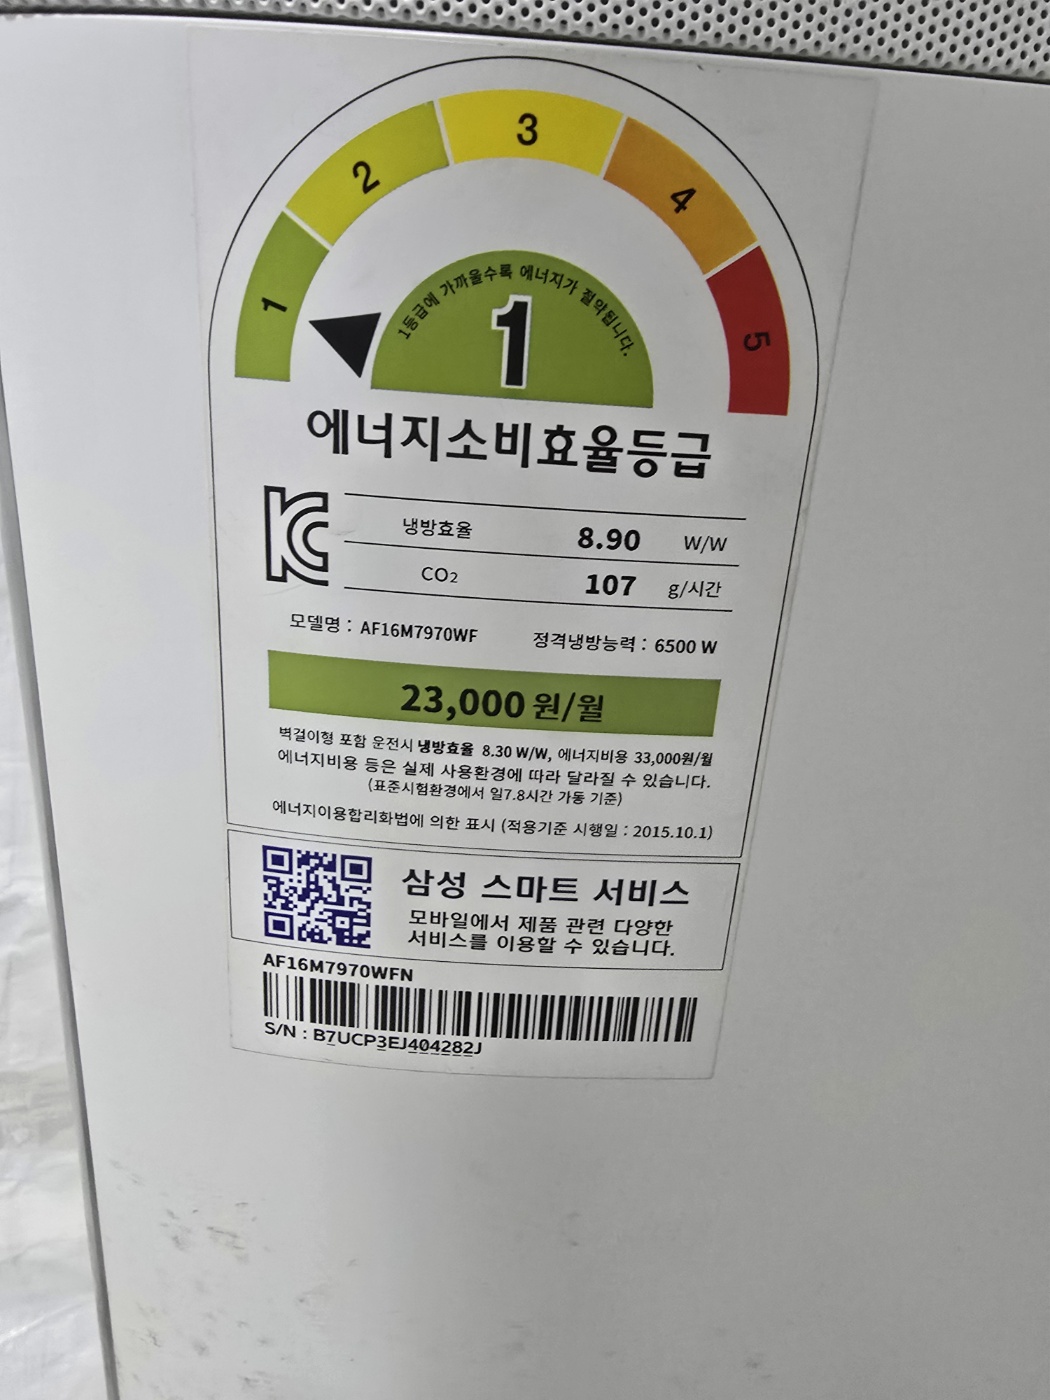 1
2
3
4
5
1등급에 가까울수록 에너지가 절약됩니다.
1
에너지소비효율등급
냉방효율 8.90 W/W
CO₂ 107 g/시간
모델명 : AF16M7970WF 정격냉방능력 : 6500 W
23,000 원/월
벽걸이형 포함 운전시 냉방효율 8.30 W/W, 에너지비용 33,000원/월
에너지비용 등은 실제 사용환경에 따라 달라질 수 있습니다.
(표준시험환경에서 일7.8시간 가동 기준)
에너지이용합리화법에 의한 표시 (적용기준 시행일 : 2015.10.1)
삼성 스마트 서비스
모바일에서 제품 관련 다양한
서비스를 이용할 수 있습니다.
AF16M7970WFN
S/N : B7UCP3EJ404282J